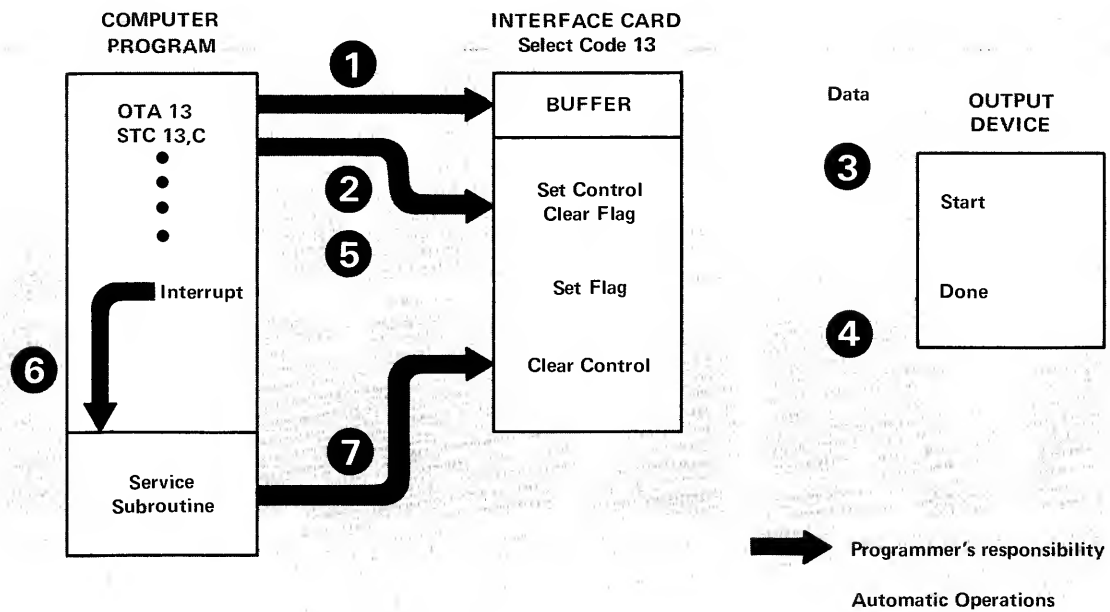 COMPUTER
PROGRAM
INTERFACE CARD
Select Code 13
1
OTA 13
STC 13,C
BUFFER
Data
OUTPUT
DEVICE
2
Set Control
Clear Flag
3
Start
5
Interrupt
Set Flag
Done
4
6
Clear Control
7
Service
Subroutine
Programmer's responsibility
Automatic Operations